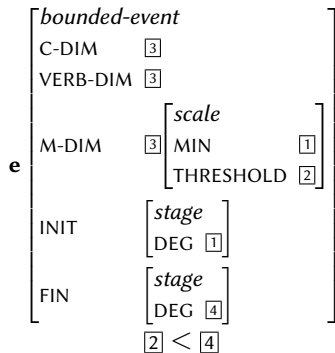 bounded-event
C-DIM 3
VERB-DIM 3
scale
M-DIM 3 MIN 1
THRESHOLD 2
e
stage
INIT DEG 1
stage
FIN DEG 4
2 < 4